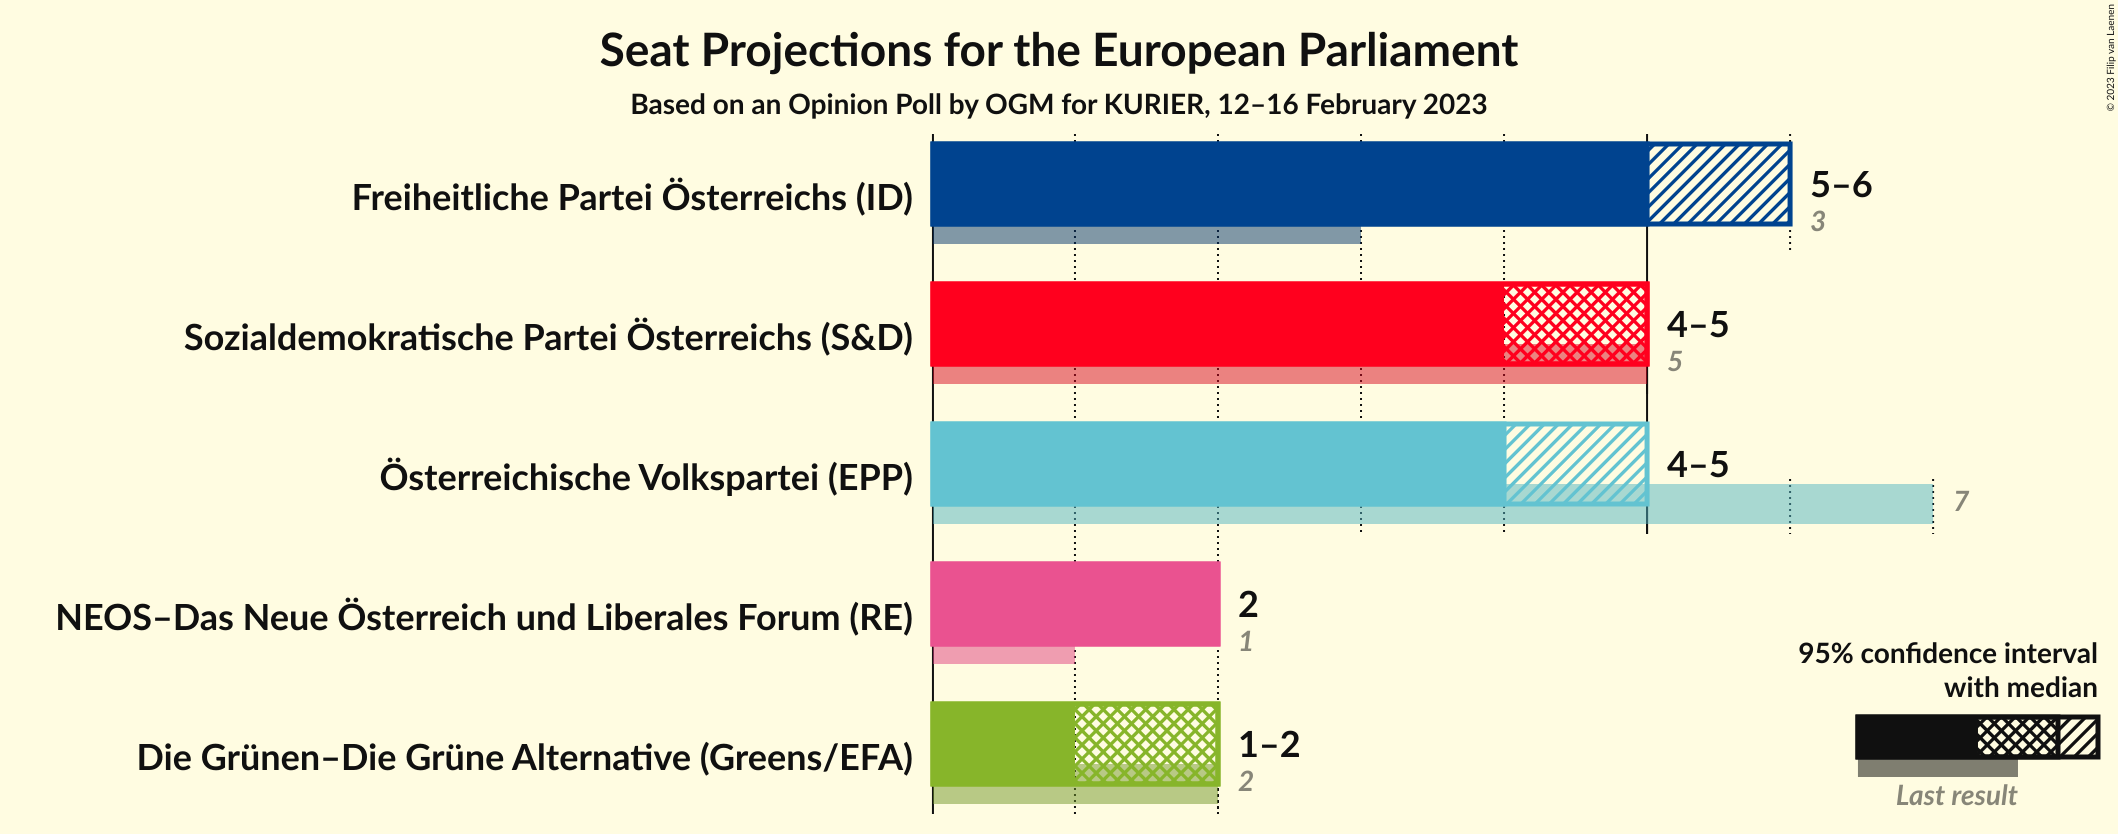 Seat Projections for the European Parliament
Based on an Opinion Poll by OGM for KURIER, 12–16 February 2023
© 2023 Filip van Laenen
Freiheitliche Partei Österreichs (ID)
5–6
3
Sozialdemokratische Partei Österreichs (S&D)
4–5
5
Österreichische Volkspartei (EPP)
4–5
7
NEOS–Das Neue Österreich und Liberales Forum (RE)
2
1
Die Grünen–Die Grüne Alternative (Greens/EFA)
1–2
2
95% confidence interval
with median
Last result